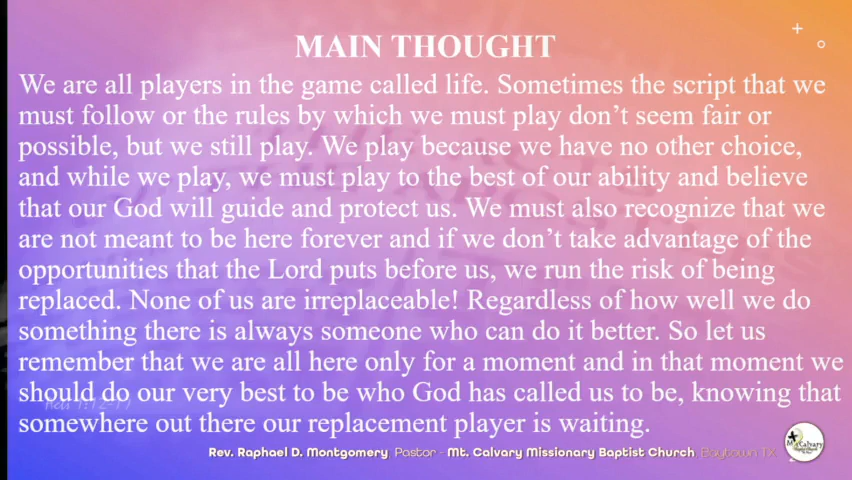 MAIN THOUGHT
We are all players in the game called life. Sometimes the script that we
must follow or the rules by which we must play don't seem fair or
possible, but we still play. We play because we have no other choice,
and while we play, we must play to the best of our ability and believe
that our God will guide and protect us. We must also recognize that we
are not meant to be here forever and if we don't take advantage of the
opportunities that the Lord puts before us, we run the risk of being
replaced. None of us are irreplaceable! Regardless of how well we do
something there is always someone who can do it better. So let us
remember that we are all here only for a moment and in that moment we
should do our very best to be who God has called us to be, knowing that
Acts 1:12-17
somewhere out there our replacement player is waiting.
Rev. Raphael D. Montgomery, Pastor - Mt. Calvary Missionary Baptist Church, Baytown TX
Mt Calvary